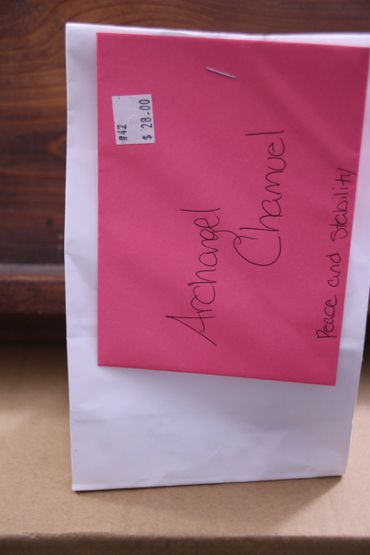 #42
$ 28.00
Archangel
Chamuel
Peace and Stability